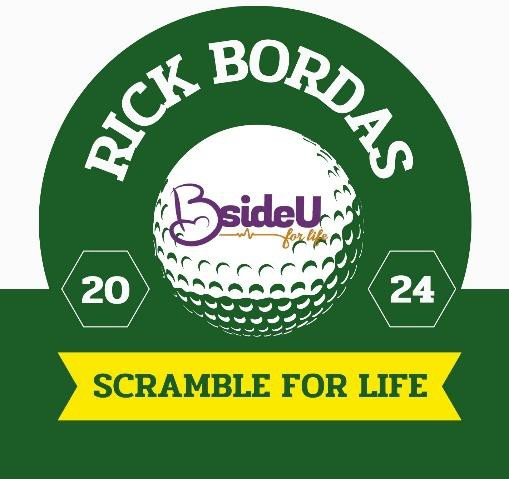 RICK BORDAS
BsideU
for life
20
24
SCRAMBLE FOR LIFE